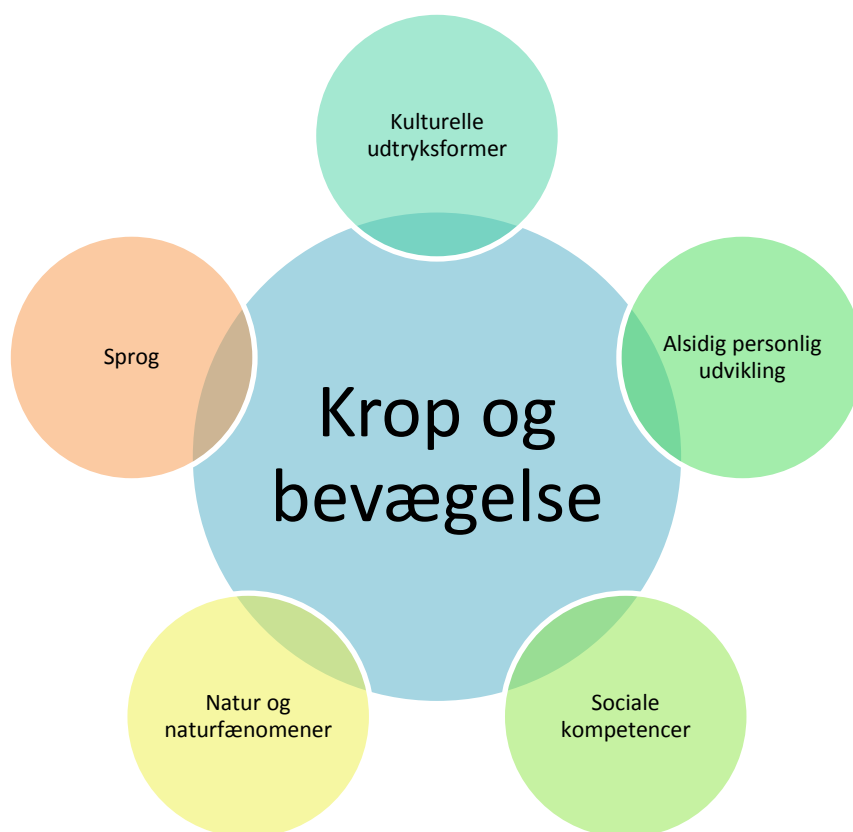 Kulturelle
udtryksformer
Sprog
Alsidig personlig
udvikling
Krop og
bevægelse
Natur og
naturfænomener
Sociale
kompetencer